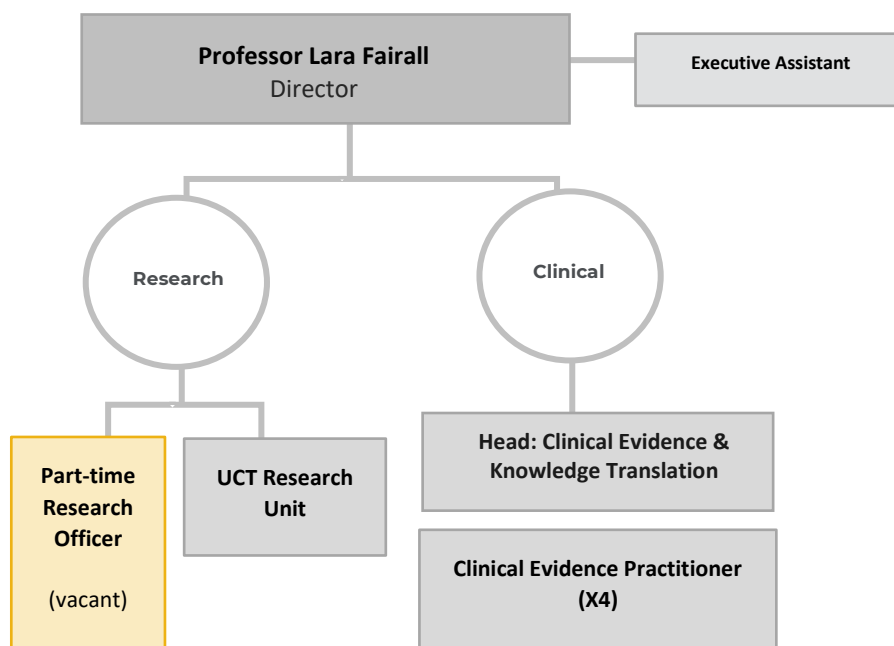 Professor Lara Fairall
Director
Executive Assistant
Research
Clinical
Part-time
Research
Officer
(vacant)
UCT Research
Unit
Head: Clinical Evidence &
Knowledge Translation
Clinical Evidence Practitioner
(X4)